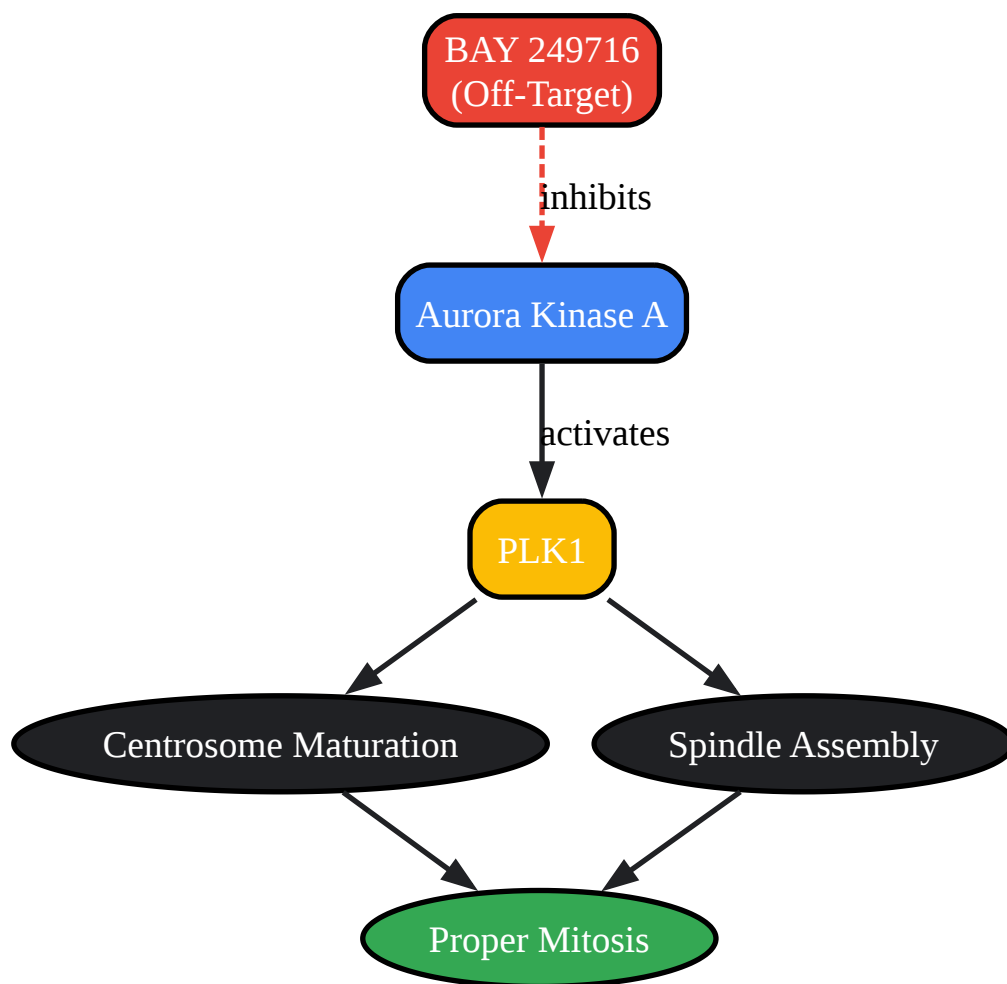 BAY 249716
(Off-Target)
inhibits
Aurora Kinase A
activates
PLK1
Centrosome Maturation
Spindle Assembly
Proper Mitosis